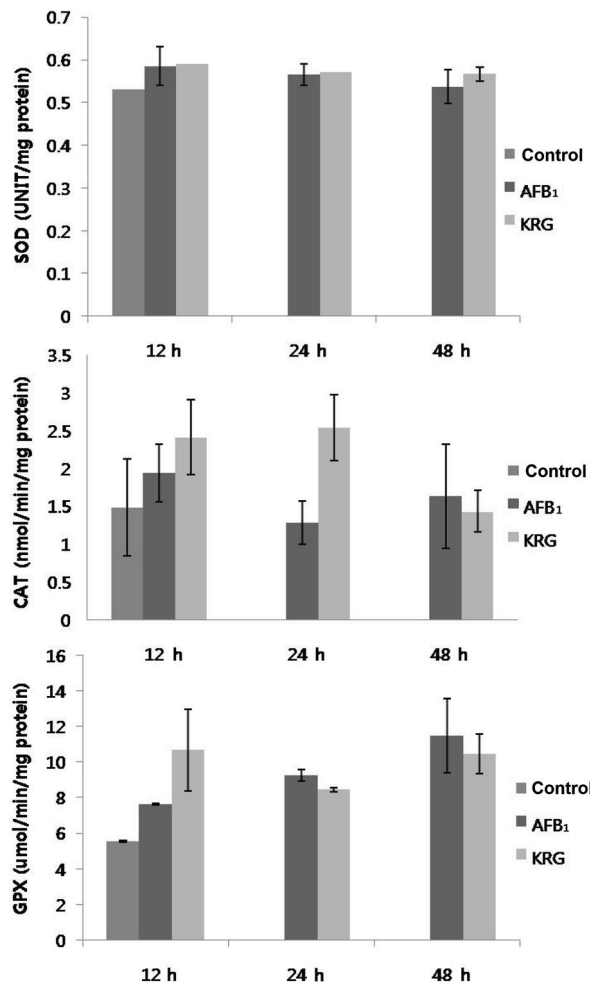 SOD (UNIT/mg protein)
0.7
0.6
0.5
0.4
0.3
0.2
0.1
0
12 h 24 h 48 h
Control
AFB1
KRG
CAT (nmol/min/mg protein)
3.5
3
2.5
2
1.5
1
0.5
0
12 h 24 h 48 h
Control
AFB1
KRG
GPX (umol/min/mg protein)
16
14
12
10
8
6
4
2
0
12 h 24 h 48 h
Control
AFB1
KRG